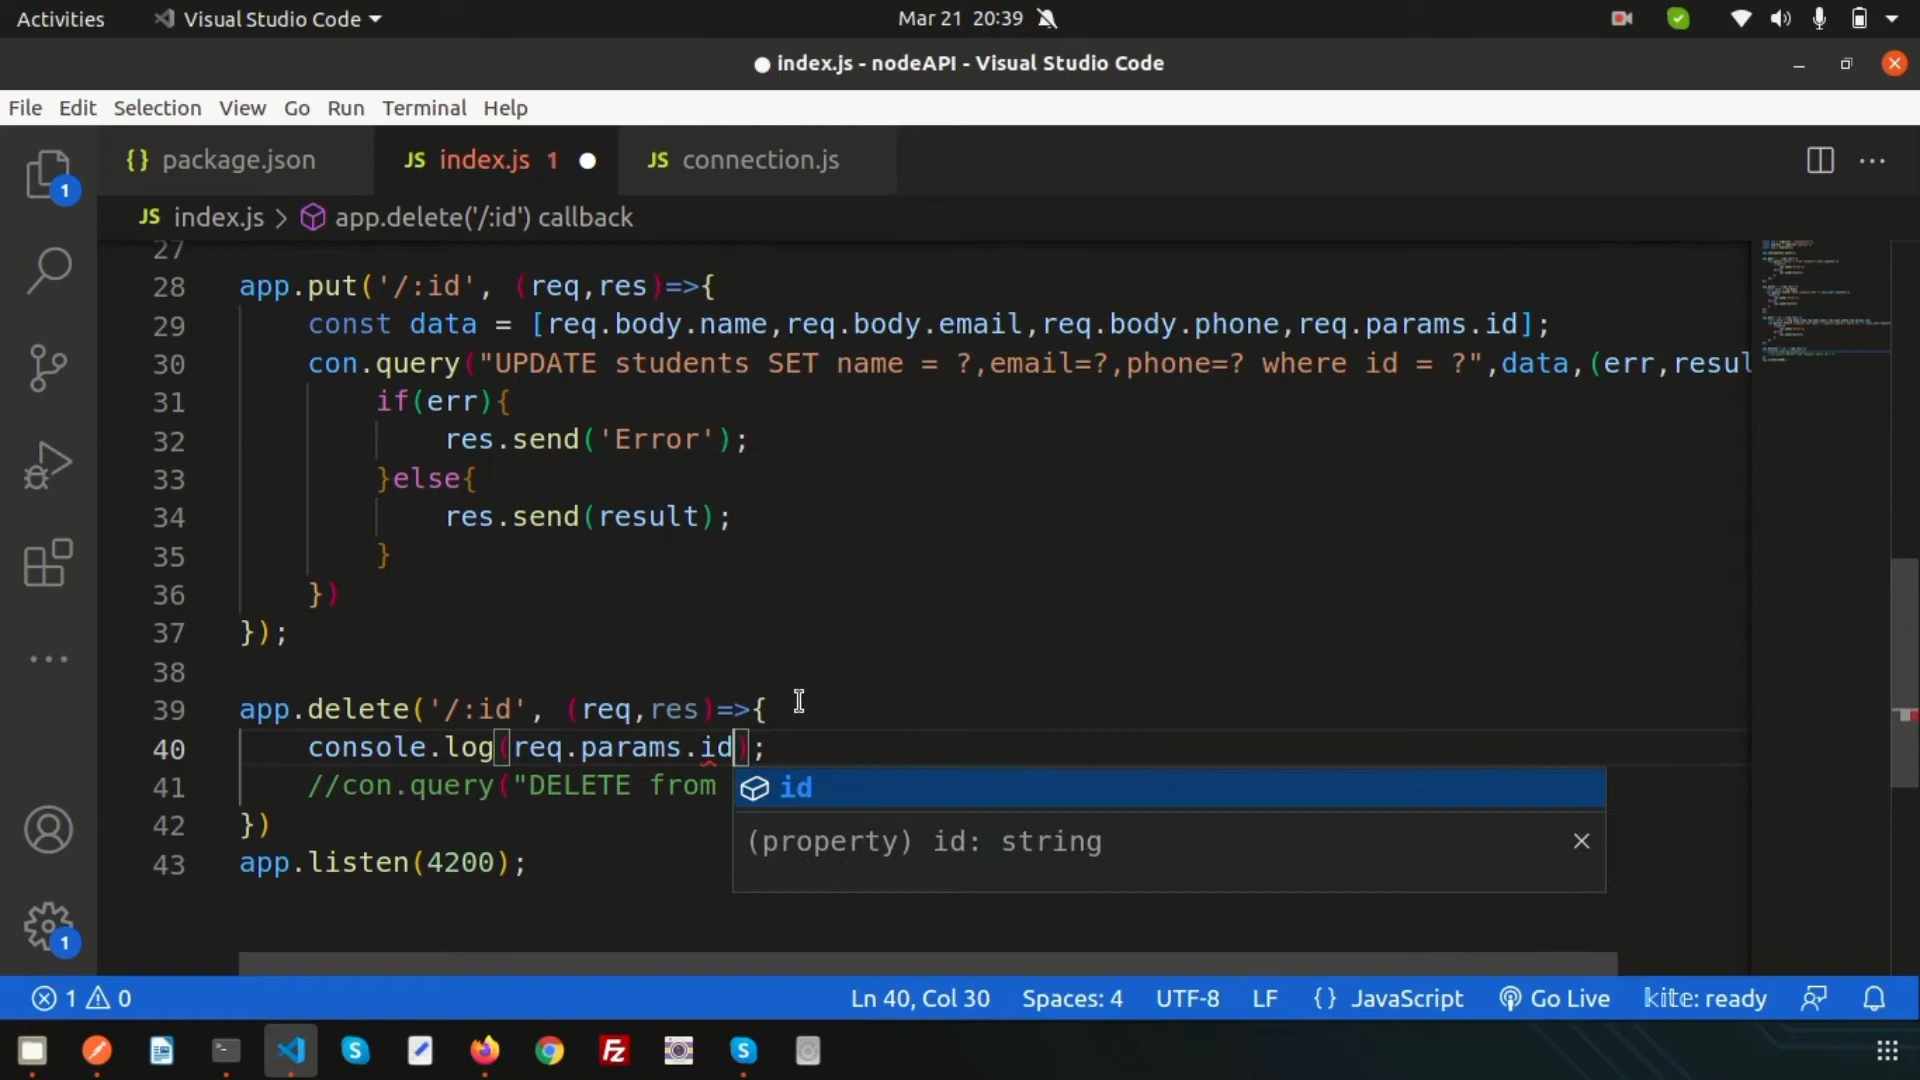 Activities
Visual Studio Code
Mar 21 20:39
index.js - nodeAPI - Visual Studio Code
File Edit Selection View Go Run Terminal Help
{} package.json
JS index.js 1
JS connection.js
JS index.js > app.delete('/:id') callback
27
28 app.put('/:id', (req,res)=>{
29 const data = [req.body.name,req.body.email,req.body.phone,req.params.id];
30 con.query("UPDATE students SET name = ?,email=?,phone=? where id = ?",data,(err,resul
31 if(err){
32 res.send('Error');
33 }else{
34 res.send(result);
35 }
36 })
37 });
38
39 app.delete('/:id', (req,res)=>{
40 console.log(req.params.id);
41 //con.query("DELETE from
id
(property) id: string
42 })
43 app.listen(4200);
1
1
1 0
Ln 40, Col 30
Spaces: 4
UTF-8
LF
{} JavaScript
Go Live
kite: ready